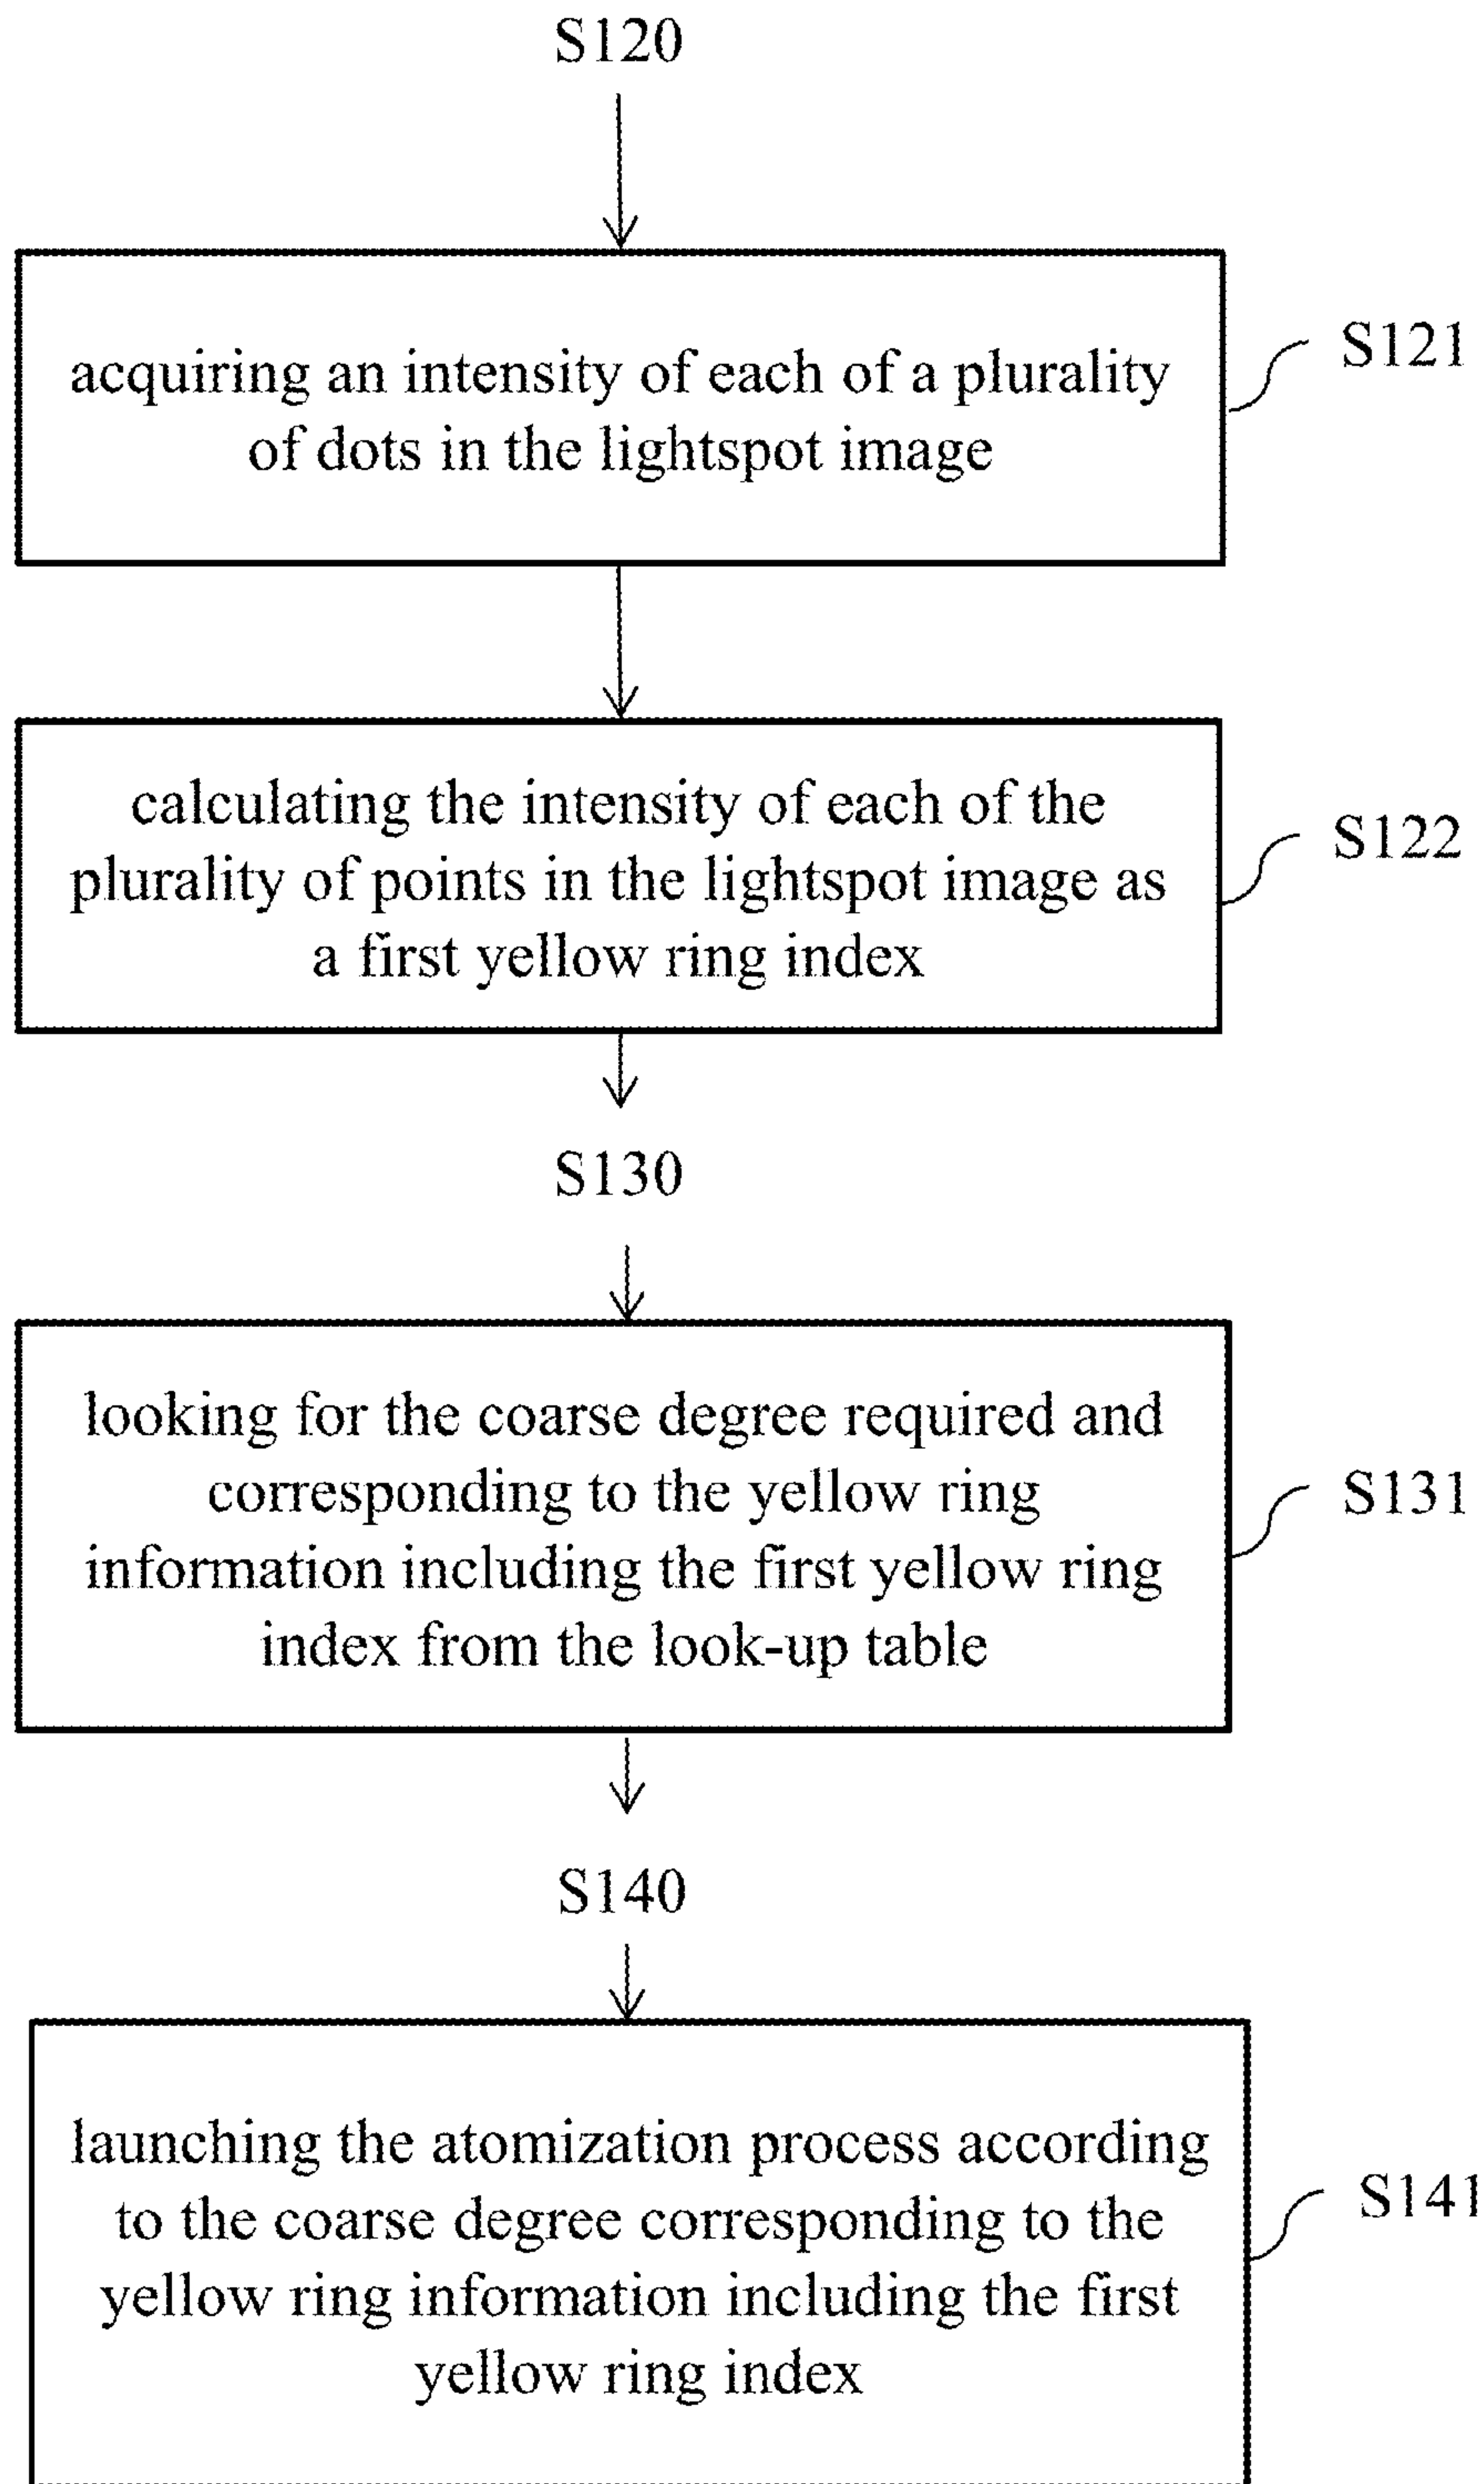 S120
acquiring an intensity of each of a plurality
of dots in the lightspot image
S121
calculating the intensity of each of the
plurality of points in the lightspot image as
a first yellow ring index
S122
S130
looking for the coarse degree required and
corresponding to the yellow ring
information including the first yellow ring
index from the look-up table
S131
S140
launching the atomization process according
to the coarse degree corresponding to the
yellow ring information including the first
yellow ring index
S141